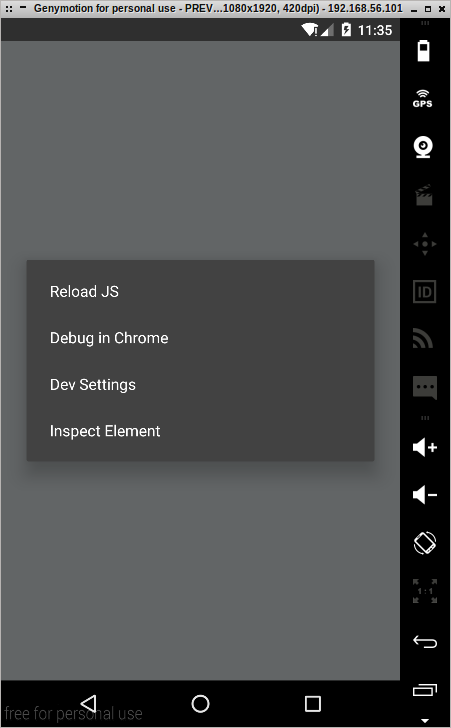 Genymotion for personal use - PREV...1080x1920, 420dpi) - 192.168.56.101
11:35
GPS
Reload JS
Debug in Chrome
Dev Settings
Inspect Element
ID
1:1
free for personal use